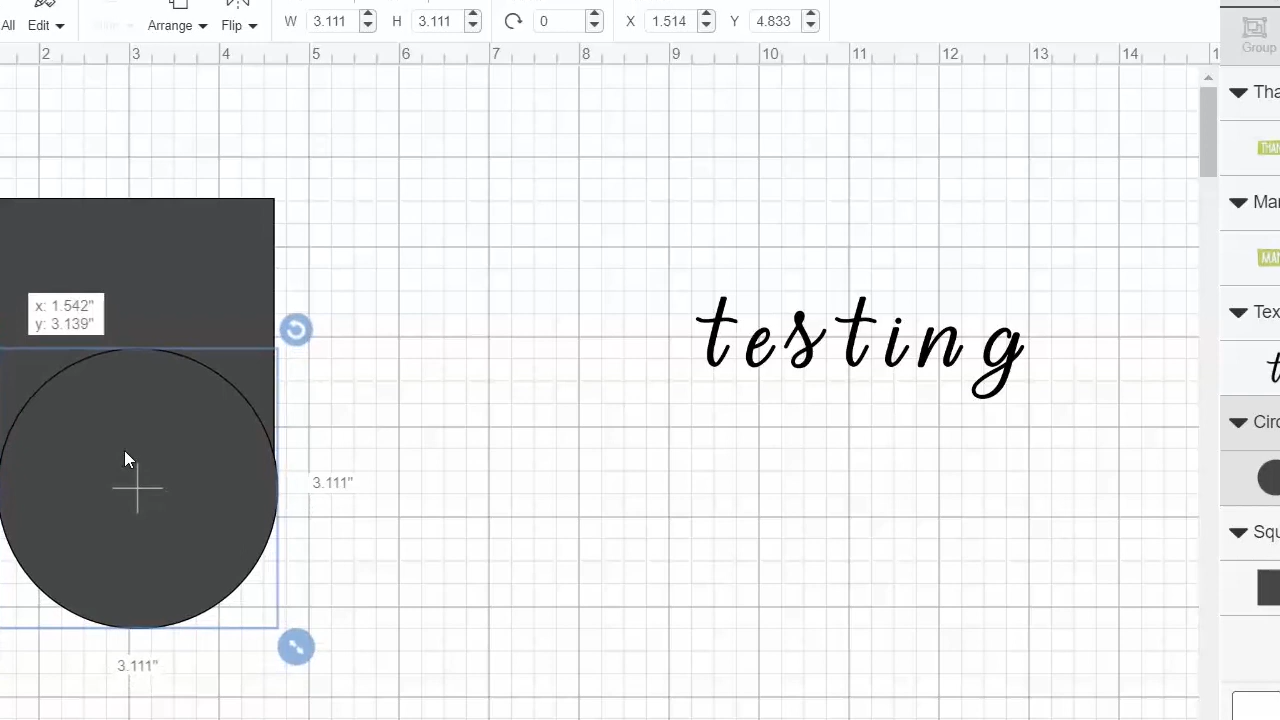 All Edit Arrange Flip W 3.111 H 3.111 0 X 1.514 Y 4.833
2 3 4 5 6 7 8 9 10 11 12 13 14
Group
x: 1.542"
y: 3.139"
testing
3.111"
3.111"
Tha
THAN
Mar
MAN
Tex
t
Circ
Squ